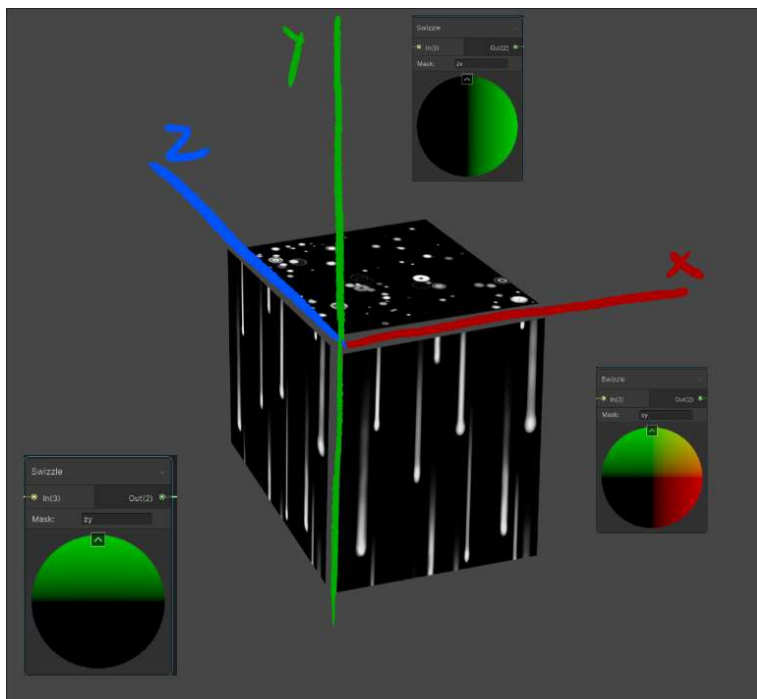 Swizzle
In(3) Out(2)
Mask: zx
Y
Z
X
Swizzle
In(3) Out(2)
Mask: xy
Swizzle
In(3) Out(2)
Mask: zy